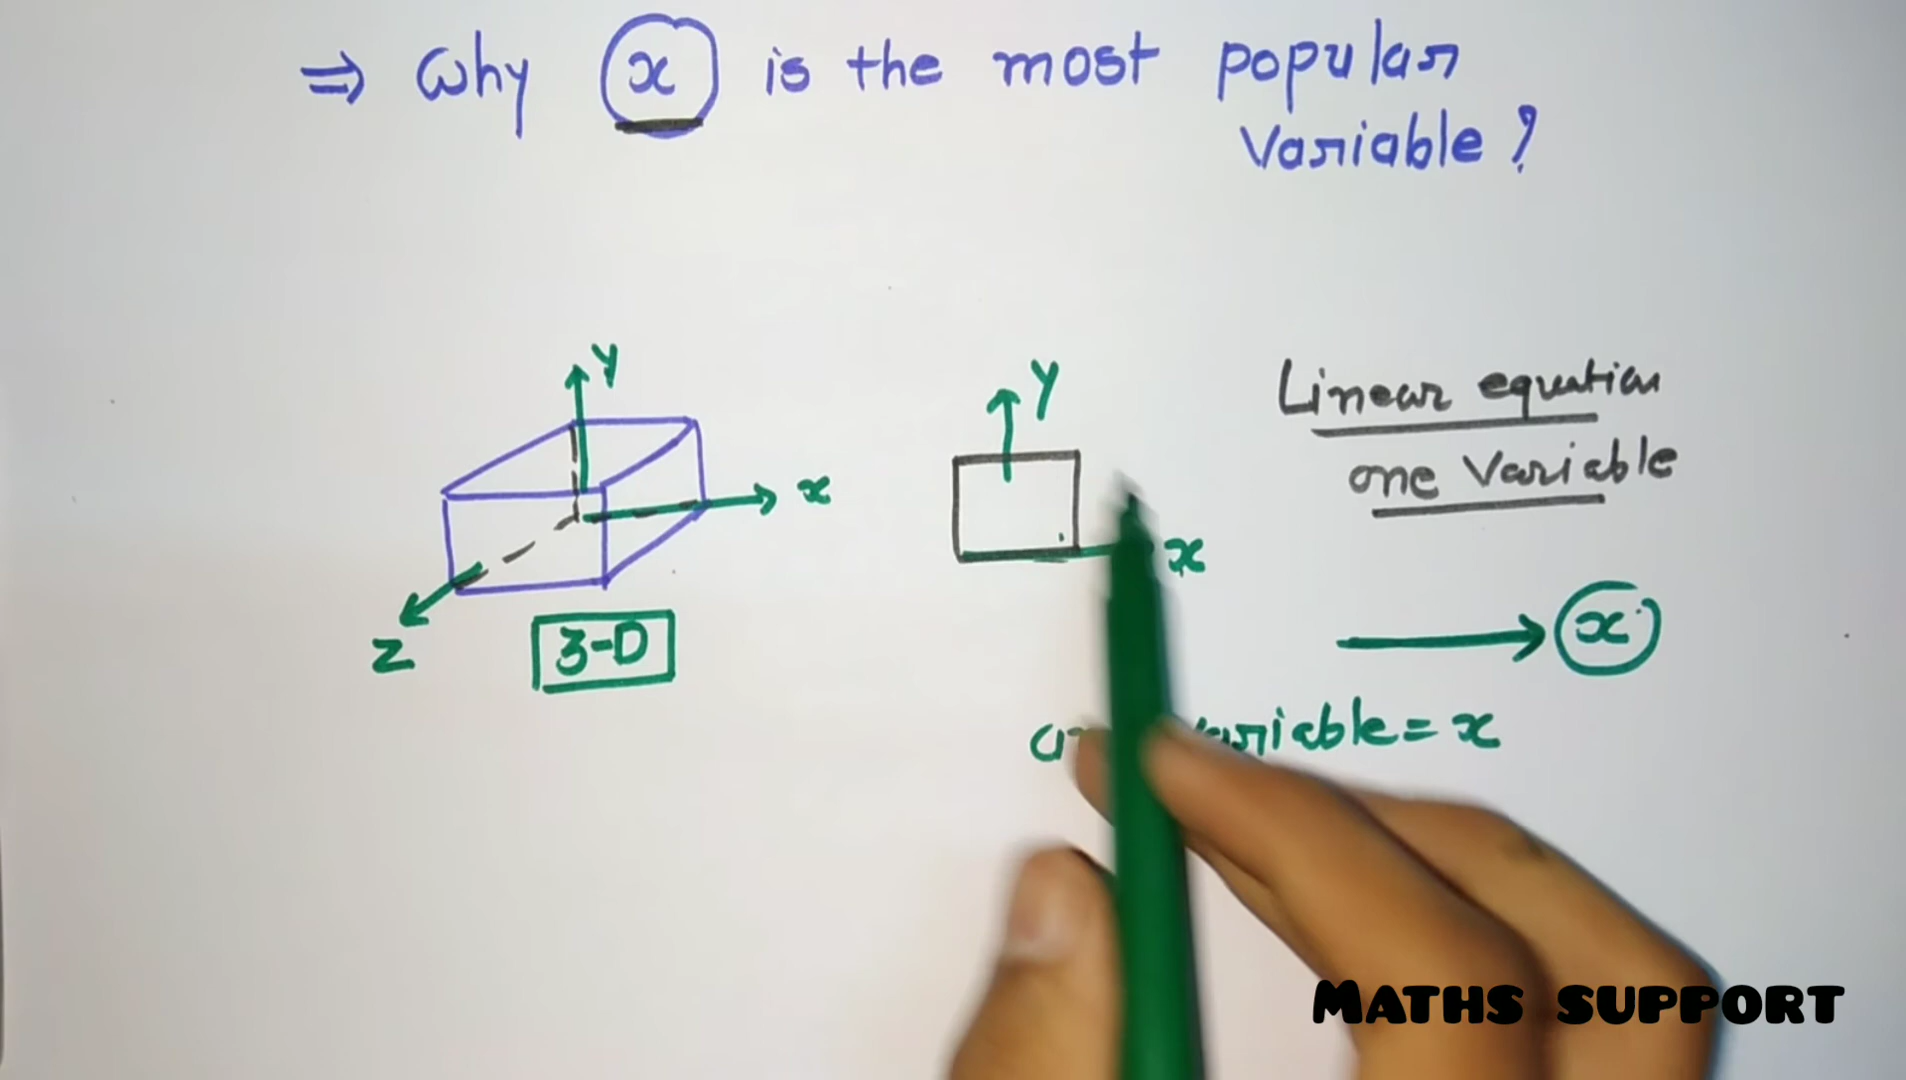 ⇒ Why x is the most popular
Variable?
Y
x
Z
3-D
Y
x
Linear equation
one Variable
x
variable = x
MATHS SUPPORT